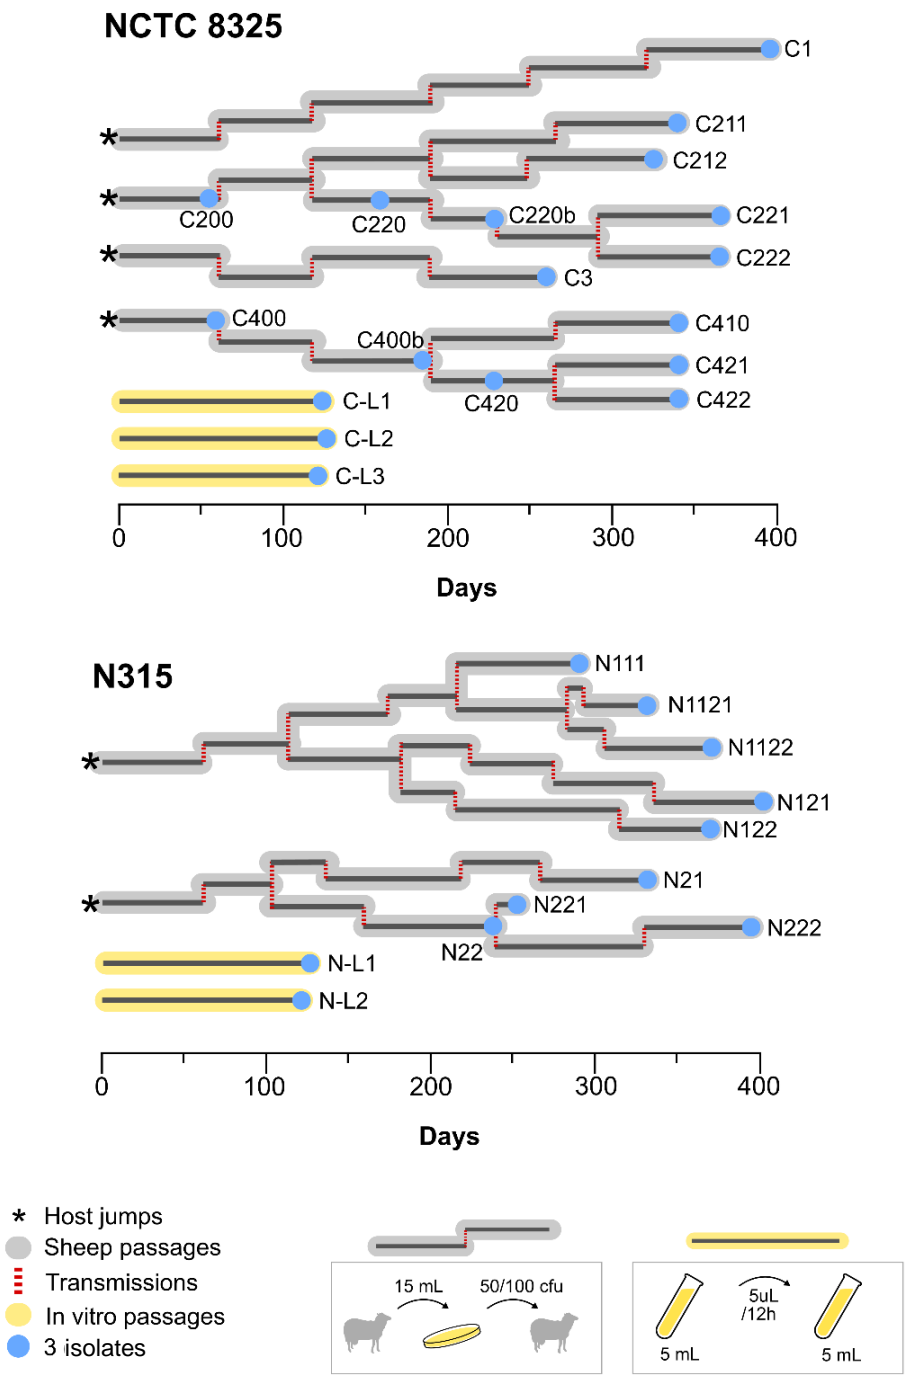 NCTC 8325
C1
*
C211
C212
*
C200
C220
C220b
C221
C222
*
C3
*
C400
C400b
C410
C421
C420
C422
C-L1
C-L2
C-L3
0 100 200 300 400
Days
N315
N111
N1121
N1122
*
N121
N122
N21
*
N221
N22
N222
N-L1
N-L2
0 100 200 300 400
Days
* Host jumps
Sheep passages
Transmissions
In vitro passages
3 isolates
15 mL 50/100 cfu
5uL
/12h
5 mL 5 mL